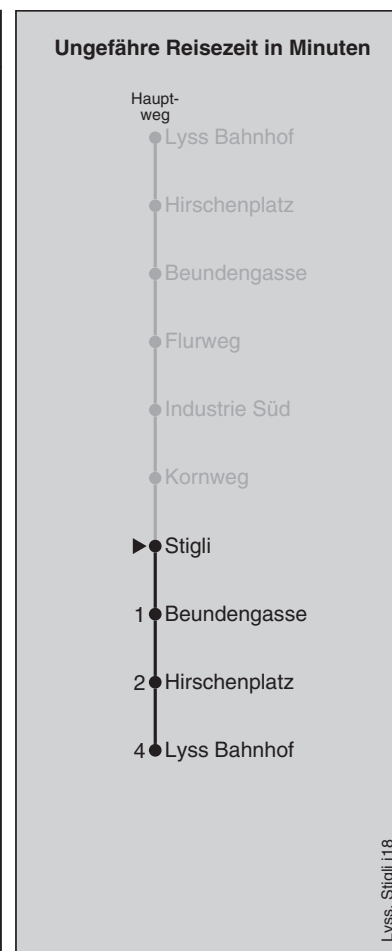 Ungefähre Reisezeit in Minuten
Haupt-
weg
Lyss Bahnhof
Hirschenplatz
Beundengasse
Flurweg
Industrie Süd
Kornweg
Stigli
1 Beundengasse
2 Hirschenplatz
4 Lyss Bahnhof
Lyss, Stigli j18